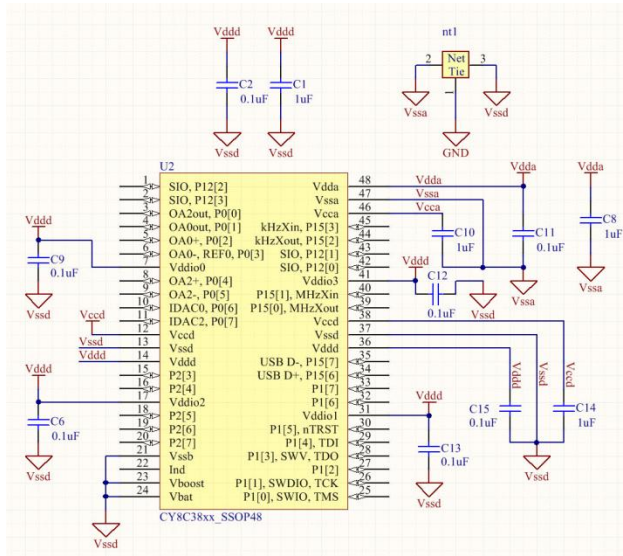 Vddd Vddd nt1
C2 C1 2 Net Tie 3
0.1uF 1uF 1
Vssa Vssd
Vssd Vssd GND
U2
1 SIO, P12[2] Vdda 48 Vdda Vdda
2 SIO, P12[3] Vssa 47 Vssa
3 OA2out, P0[0] Vcca 46 Vcca
4 OA0out, P0[1] kHzXin, P15[3] 45
5 OA0+, P0[2] kHzXout, P15[2] 44
6 OA0-, REF0, P0[3] SIO, P12[1] 43
7 Vddio0 SIO, P12[0] 42
8 OA2+, P0[4] Vddio3 41
9 OA2-, P0[5] P15[1], MHzXin 40
10 IDAC0, P0[6] P15[0], MHzXout 39
11 IDAC2, P0[7] Vccd 38
12 Vccd Vssd 37
13 Vssd Vddd 36
14 Vddd USB D-, P15[7] 35
15 P2[3] USB D+, P15[6] 34
16 P2[4] P1[7] 33
17 Vddio2 P1[6] 32
18 P2[5] Vddio1 31
19 P2[6] P1[5], nTRST 30
20 P2[7] P1[4], TDI 29
21 Vssb P1[3], SWV, TDO 28
22 Ind P1[2] 27
23 Vboost P1[1], SWDIO, TCK 26
24 Vbat P1[0], SWIO, TMS 25
CY8C38xx_SSOP48
Vddd
C9
0.1uF
Vssd
Vccd
Vssd
Vddd
Vddd
C6
0.1uF
Vssd
Vssd
C10
1uF
C11
0.1uF
Vssa
Vdda
C8
1uF
Vssa
Vddd
C12
0.1uF
Vssd
Vddd
Vssd
Vccd
C15
0.1uF
C14
1uF
Vssd
Vddd
C13
0.1uF
Vssd